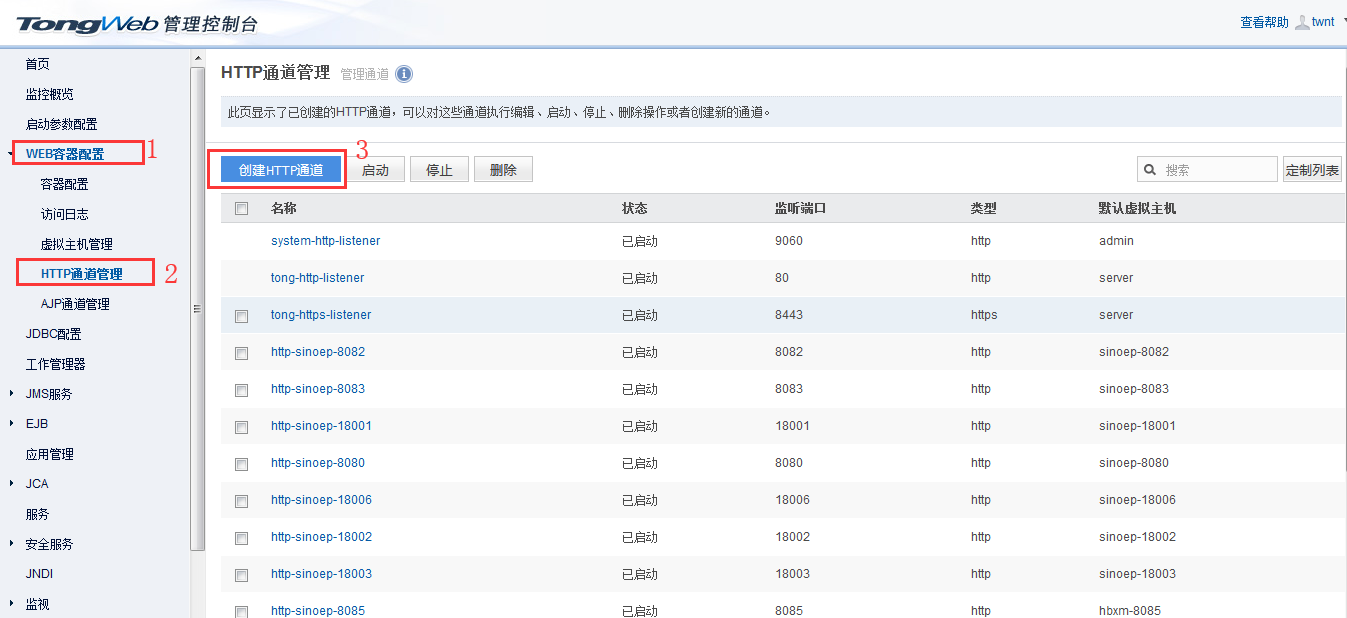 TongWeb 管理控制台
查看帮助 twnt
首页
监控概览
启动参数配置
WEB容器配置 1
容器配置
访问日志
虚拟主机管理
HTTP通道管理 2
AJP通道管理
JDBC配置
工作管理器
JMS服务
EJB
应用管理
JCA
服务
安全服务
JNDI
监视
HTTP通道管理 管理通道
此页显示了已创建的HTTP通道，可以对这些通道执行编辑、启动、停止、删除操作或者创建新的通道。
3
创建HTTP通道 启动 停止 删除 搜索 定制列表
名称 状态 监听端口 类型 默认虚拟主机
system-http-listener 已启动 9060 http admin
tong-http-listener 已启动 80 http server
tong-https-listener 已启动 8443 https server
http-sinoep-8082 已启动 8082 http sinoep-8082
http-sinoep-8083 已启动 8083 http sinoep-8083
http-sinoep-18001 已启动 18001 http sinoep-18001
http-sinoep-8080 已启动 8080 http sinoep-8080
http-sinoep-18006 已启动 18006 http sinoep-18006
http-sinoep-18002 已启动 18002 http sinoep-18002
http-sinoep-18003 已启动 18003 http sinoep-18003
http-sinoep-8085 已启动 8085 http hbxm-8085